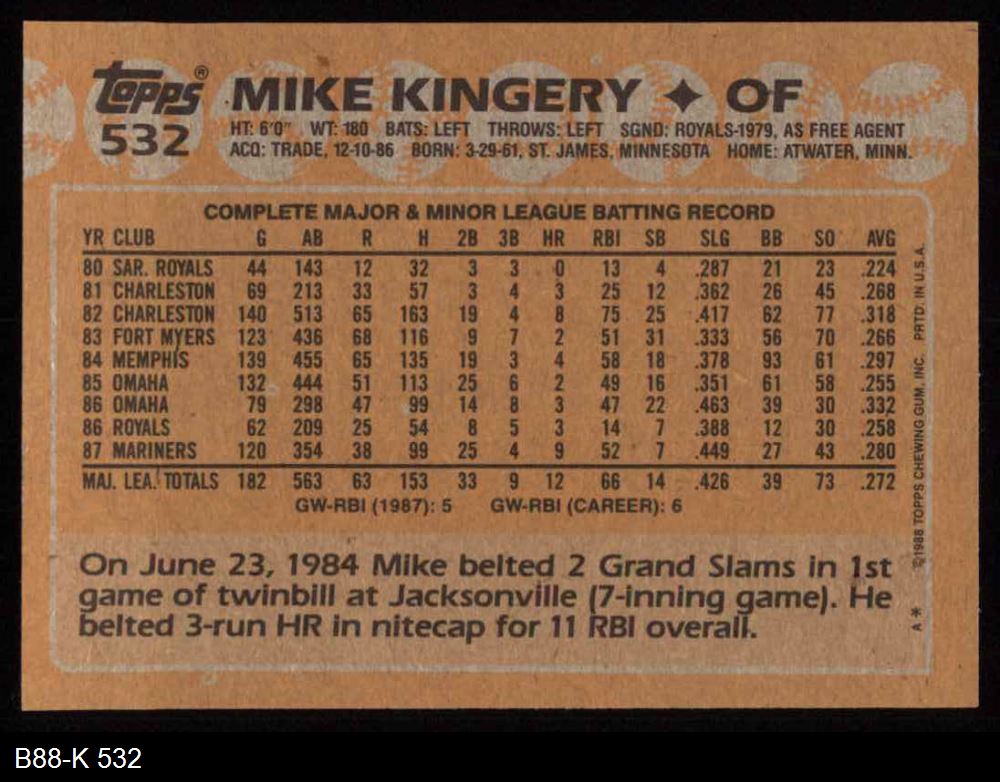 Topps® MIKE KINGERY ✦ OF
532
HT: 6'0" WT: 180 BATS: LEFT THROWS: LEFT SGND: ROYALS-1979, AS FREE AGENT
ACQ: TRADE, 12-10-86 BORN: 3-29-61, ST. JAMES, MINNESOTA HOME: ATWATER, MINN.
COMPLETE MAJOR & MINOR LEAGUE BATTING RECORD
YR CLUB G AB R H 2B 3B HR RBI SB SLG BB SO AVG
80 SAR. ROYALS 44 143 12 32 3 3 0 13 4 .287 21 23 .224
81 CHARLESTON 69 213 33 57 3 4 3 25 12 .362 26 45 .268
82 CHARLESTON 140 513 65 163 19 4 8 75 25 .417 62 77 .318
83 FORT MYERS 123 436 68 116 9 7 2 51 31 .333 56 70 .266
84 MEMPHIS 139 455 65 135 19 3 4 58 18 .378 93 61 .297
85 OMAHA 132 444 51 113 25 6 2 49 16 .351 61 58 .255
86 OMAHA 79 298 47 99 14 8 3 47 22 .463 39 30 .332
86 ROYALS 62 209 25 54 8 5 3 14 7 .388 12 30 .258
87 MARINERS 120 354 38 99 25 4 9 52 7 .449 27 43 .280
MAJ. LEA. TOTALS 182 563 63 153 33 9 12 66 14 .426 39 73 .272
GW-RBI (1987): 5 GW-RBI (CAREER): 6
On June 23, 1984 Mike belted 2 Grand Slams in 1st
game of twinbill at Jacksonville (7-inning game). He
belted 3-run HR in nitecap for 11 RBI overall.
A* ©1988 TOPPS CHEWING GUM, INC. PRTD. IN U.S.A.
B88-K 532